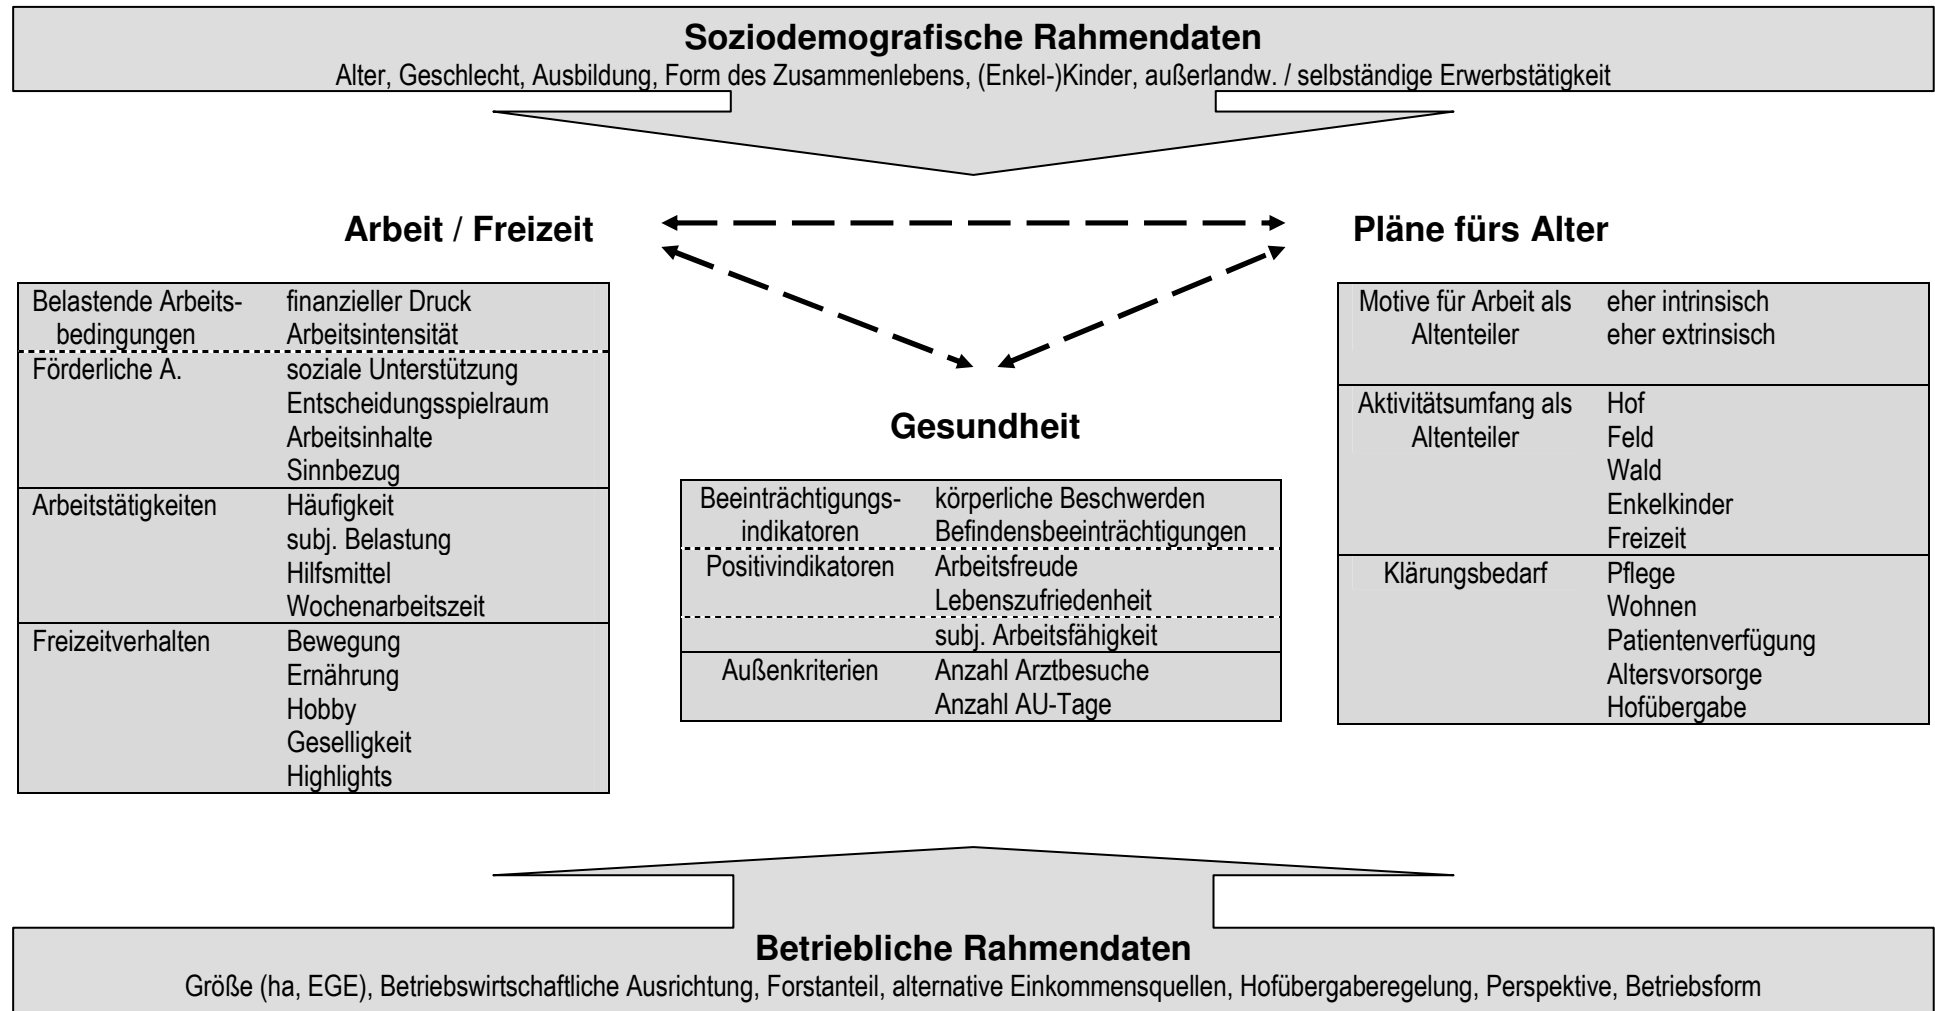 Soziodemografische Rahmendaten
Alter, Geschlecht, Ausbildung, Form des Zusammenlebens, (Enkel-)Kinder, außerlandw. / selbständige Erwerbstätigkeit
Arbeit / Freizeit
Belastende Arbeits- finanzieller Druck
bedingungen Arbeitsintensität
Förderliche A. soziale Unterstützung
Entscheidungsspielraum
Arbeitsinhalte
Sinnbezug
Arbeitstätigkeiten Häufigkeit
subj. Belastung
Hilfsmittel
Wochenarbeitszeit
Freizeitverhalten Bewegung
Ernährung
Hobby
Geselligkeit
Highlights
Gesundheit
Beeinträchtigungs- körperliche Beschwerden
indikatoren Befindensbeeinträchtigungen
Positivindikatoren Arbeitsfreude
Lebenszufriedenheit
subj. Arbeitsfähigkeit
Außenkriterien Anzahl Arztbesuche
Anzahl AU-Tage
Pläne fürs Alter
Motive für Arbeit als eher intrinsisch
Altenteiler eher extrinsisch
Aktivitätsumfang als Hof
Altenteiler Feld
Wald
Enkelkinder
Freizeit
Klärungsbedarf Pflege
Wohnen
Patientenverfügung
Altersvorsorge
Hofübergabe
Betriebliche Rahmendaten
Größe (ha, EGE), Betriebswirtschaftliche Ausrichtung, Forstanteil, alternative Einkommensquellen, Hofübergaberegelung, Perspektive, Betriebsform